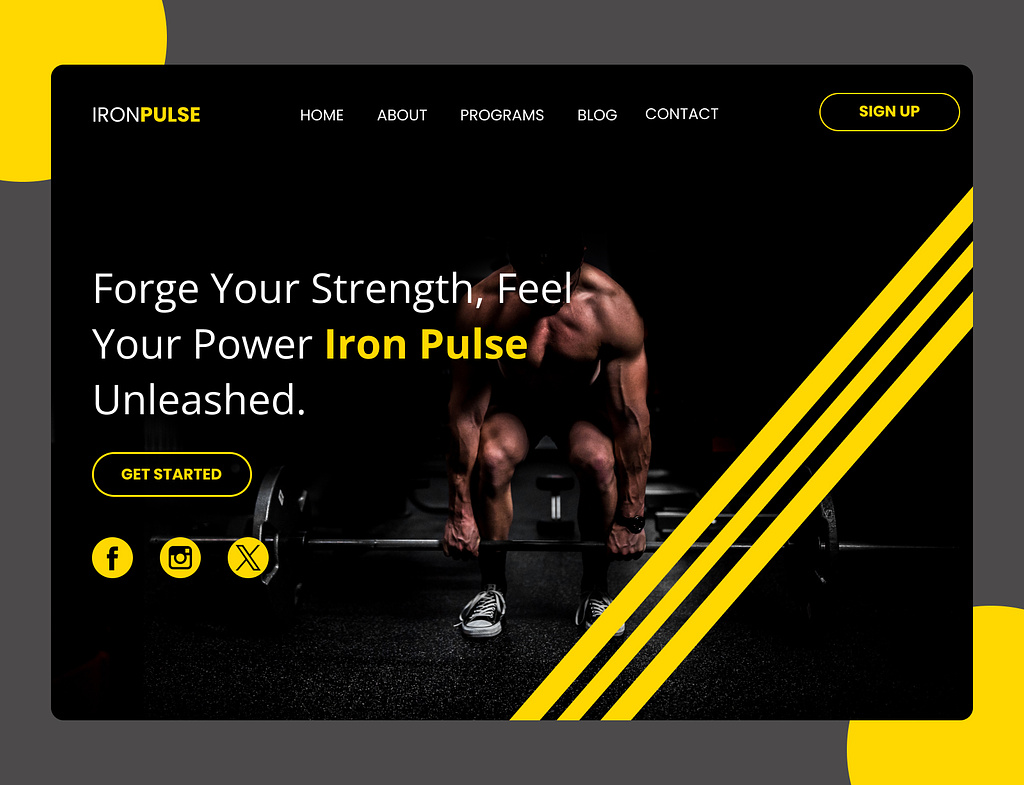 IRONPULSE
HOME ABOUT PROGRAMS BLOG CONTACT
SIGN UP
Forge Your Strength, Feel
Your Power Iron Pulse
Unleashed.
GET STARTED